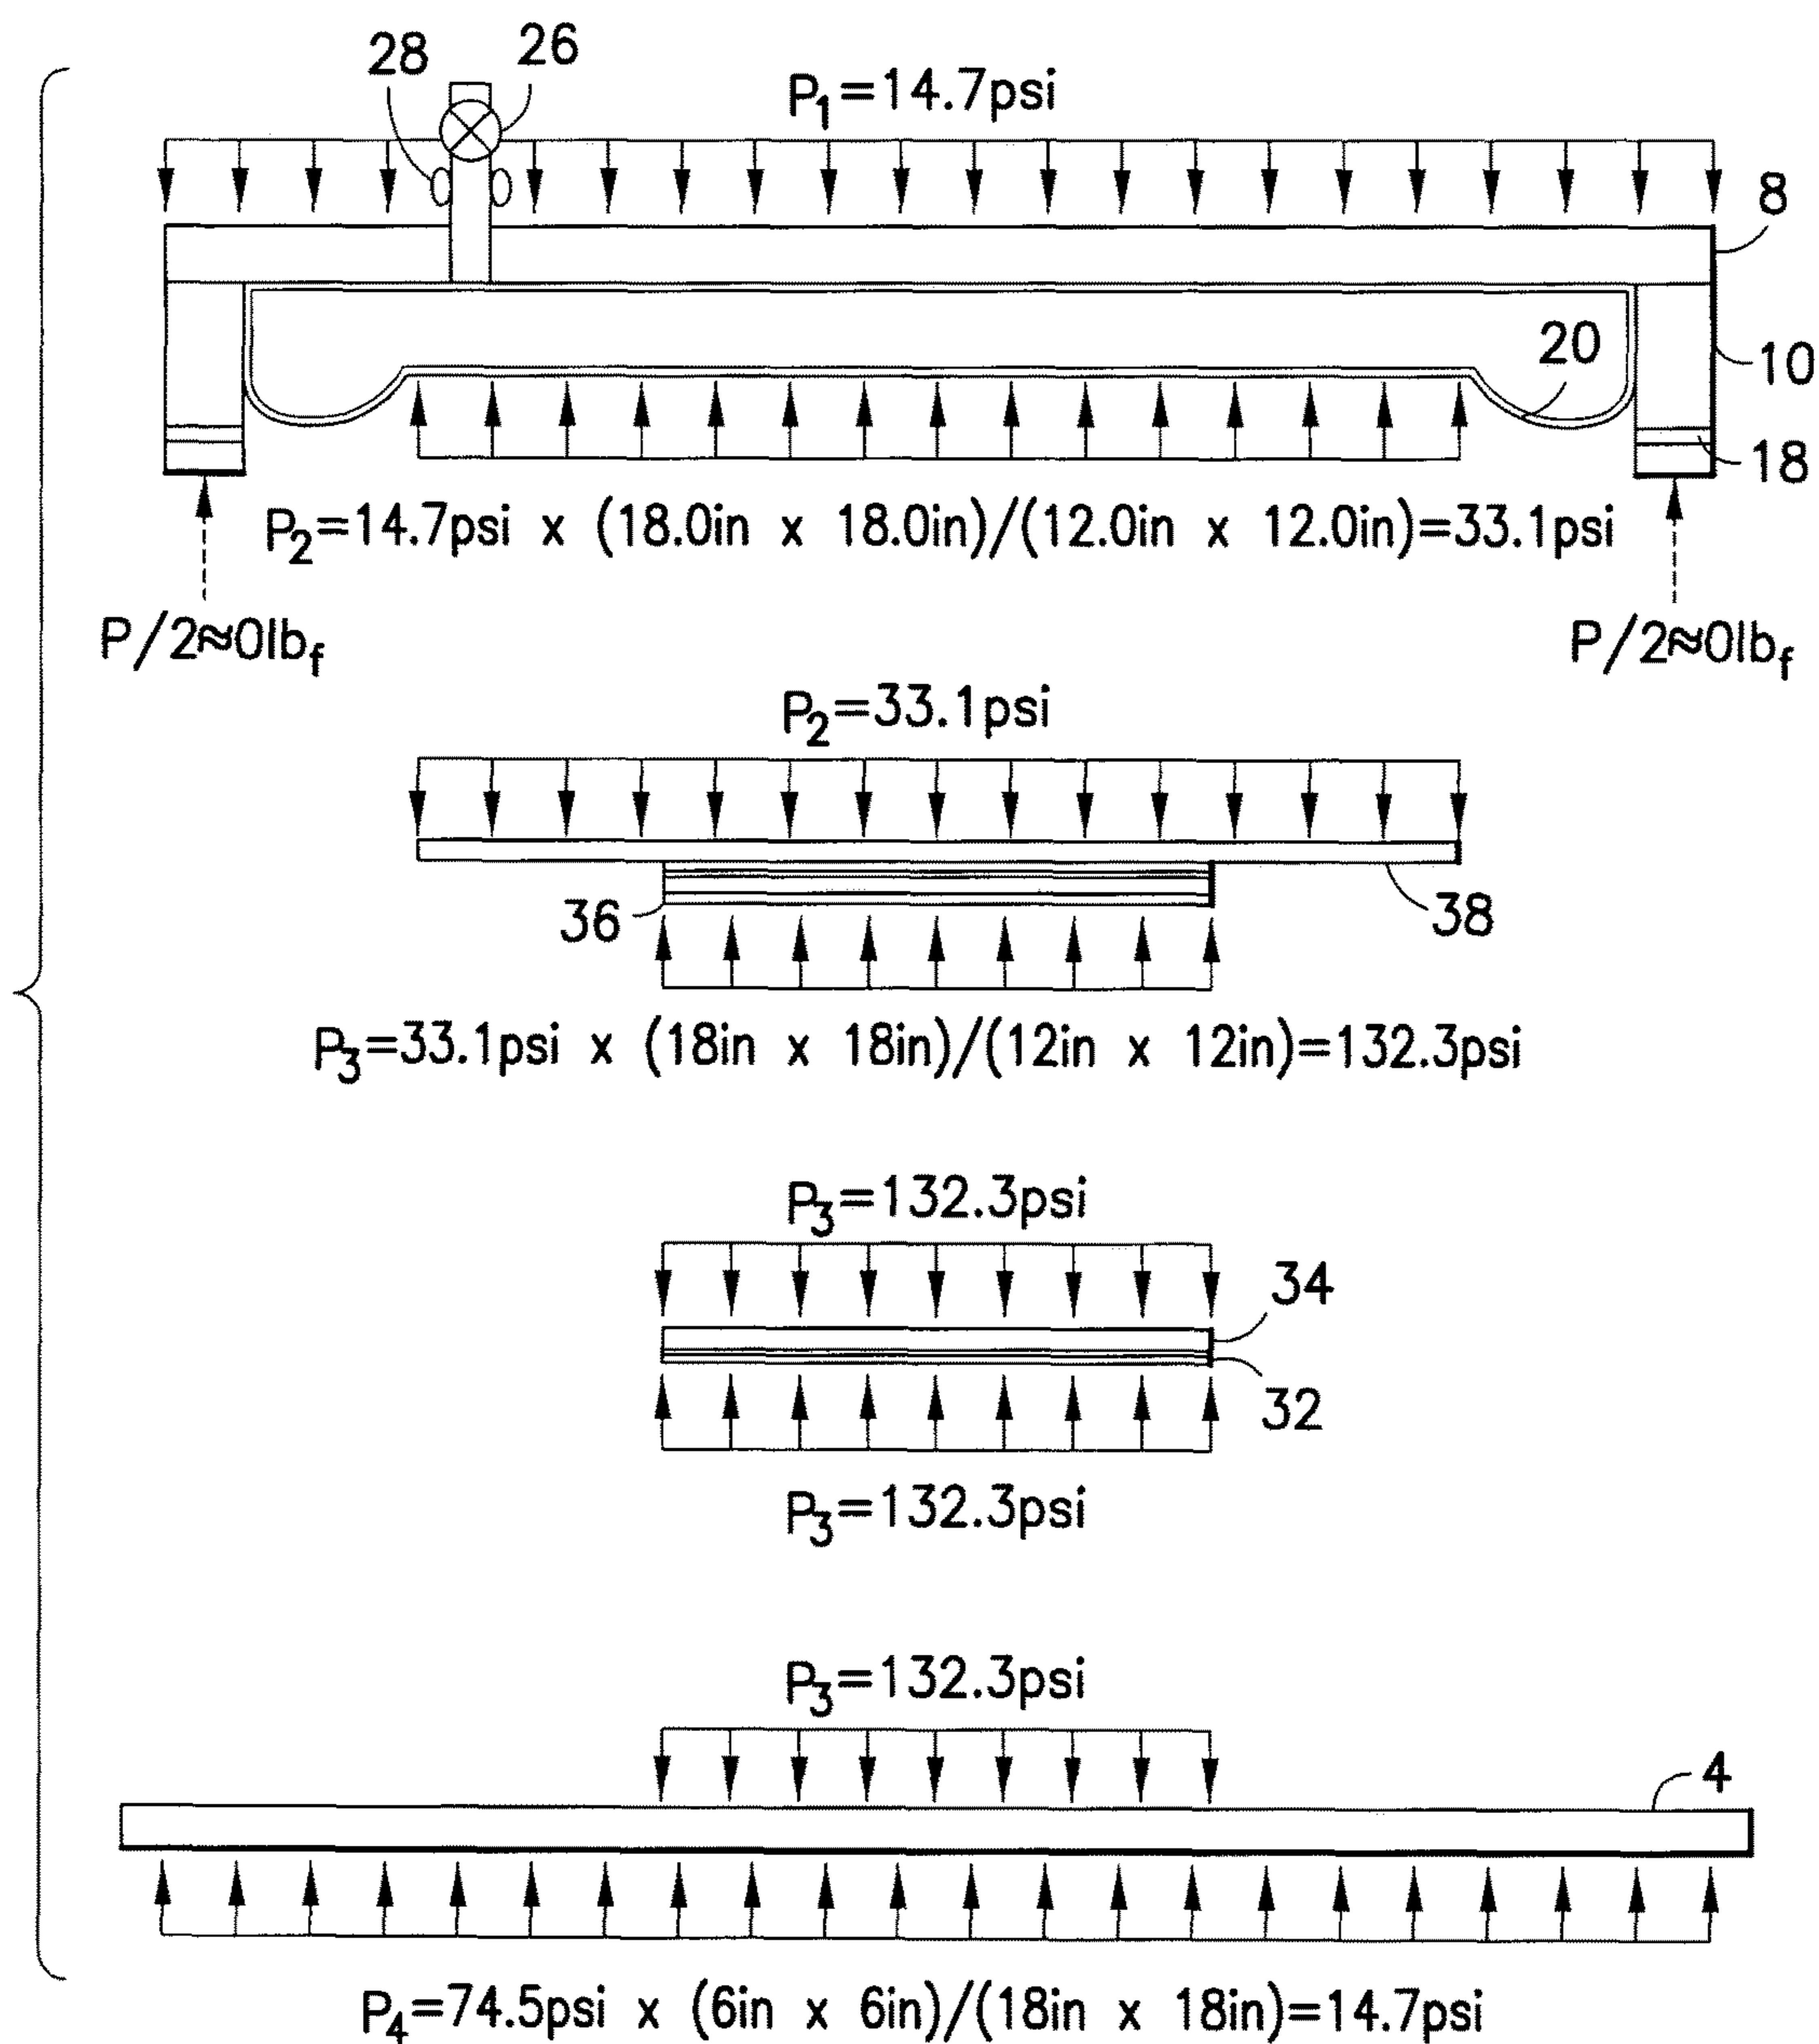 28
26
P₁=14.7psi
8
20
10
18
P₂=14.7psi x (18.0in x 18.0in)/(12.0in x 12.0in)=33.1psi
P/2≈0lbf
P/2≈0lbf
P₂=33.1psi
36
38
P₃=33.1psi x (18in x 18in)/(12in x 12in)=132.3psi
P₃=132.3psi
34
32
P₃=132.3psi
P₃=132.3psi
4
P₄=74.5psi x (6in x 6in)/(18in x 18in)=14.7psi